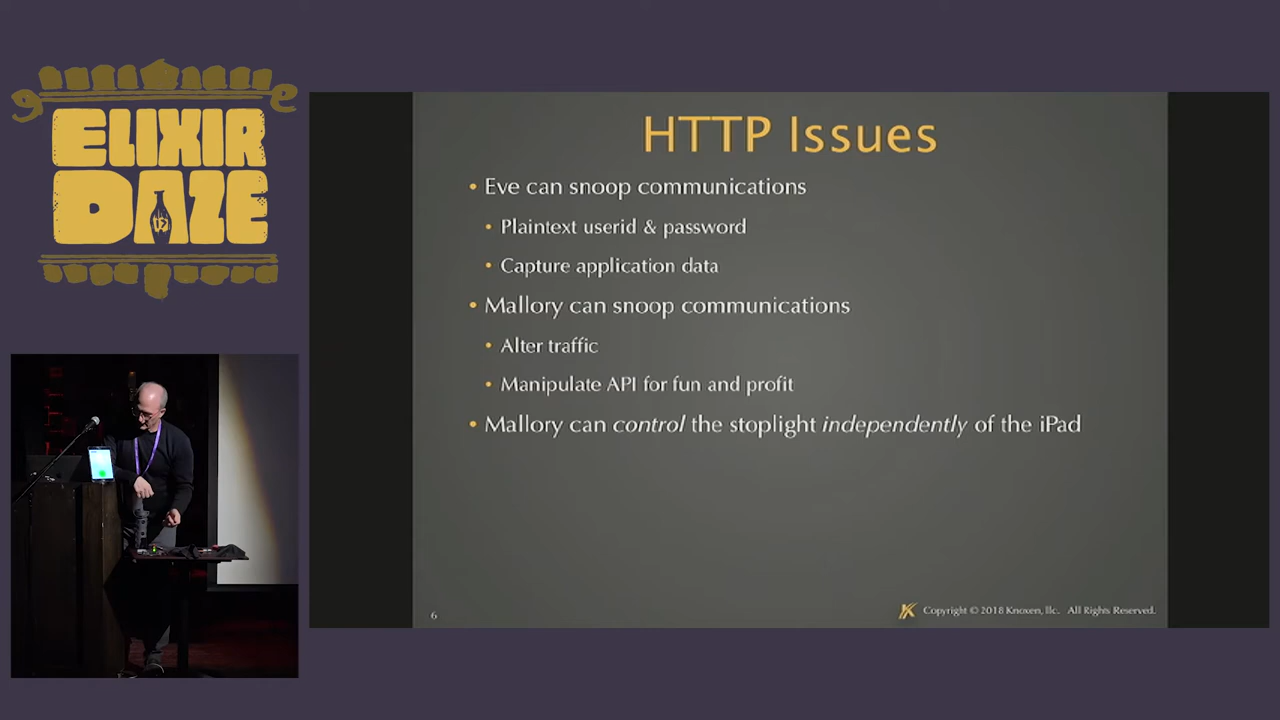 ELIXIR
DAZE
HTTP Issues
• Eve can snoop communications
• Plaintext userid & password
• Capture application data
• Mallory can snoop communications
• Alter traffic
• Manipulate API for fun and profit
• Mallory can control the stoplight independently of the iPad
6
Copyright © 2018 Knoxen, llc. All Rights Reserved.